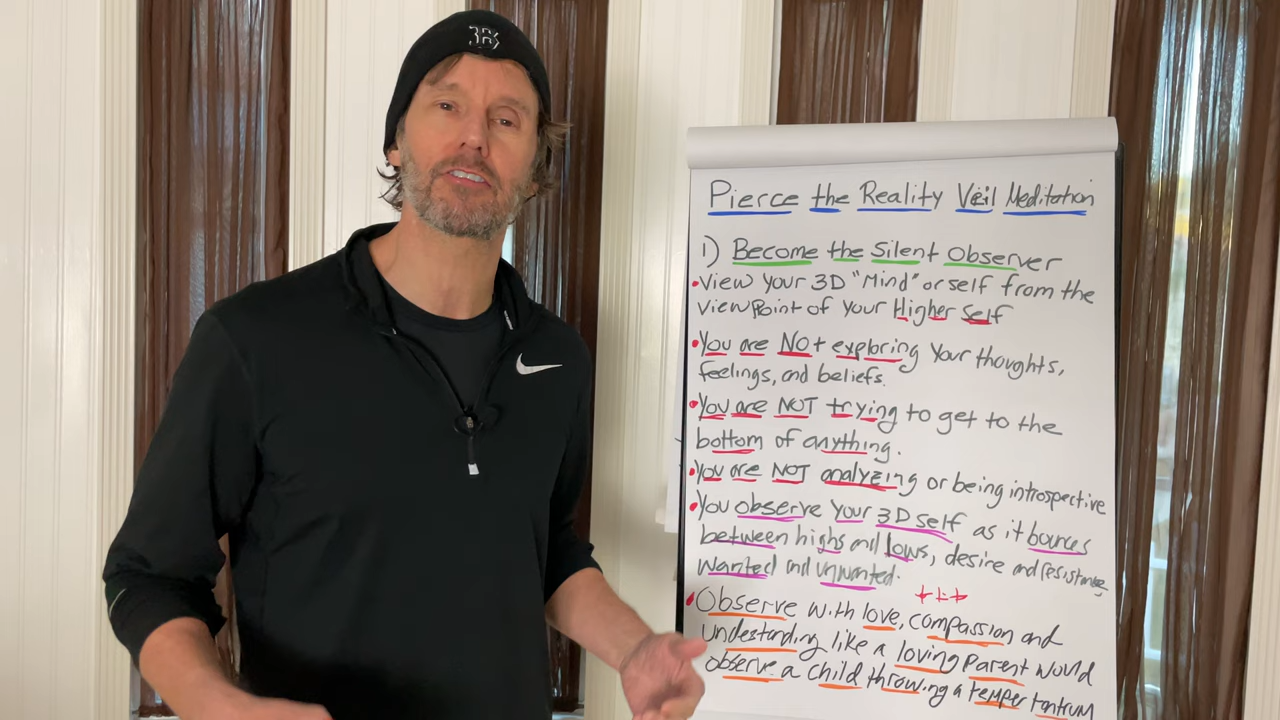 B
Pierce the Reality Veil Meditation
1) Become the Silent Observer
•View Your 3D "Mind" or self from the
viewpoint of your Higher Self
•You are NOt exploring Your thoughts,
feelings, and beliefs.
•You are NOT trying to get to the
bottom of anything.
•You are NOT analyzing or being introspective
•You observe Your 3D self as it bounces
between highs and lows, desire and resistance,
wanted and unwanted.
+++
•Observe with love, compassion and
understanding like a loving parent would
observe a child throwing a temper tantrum